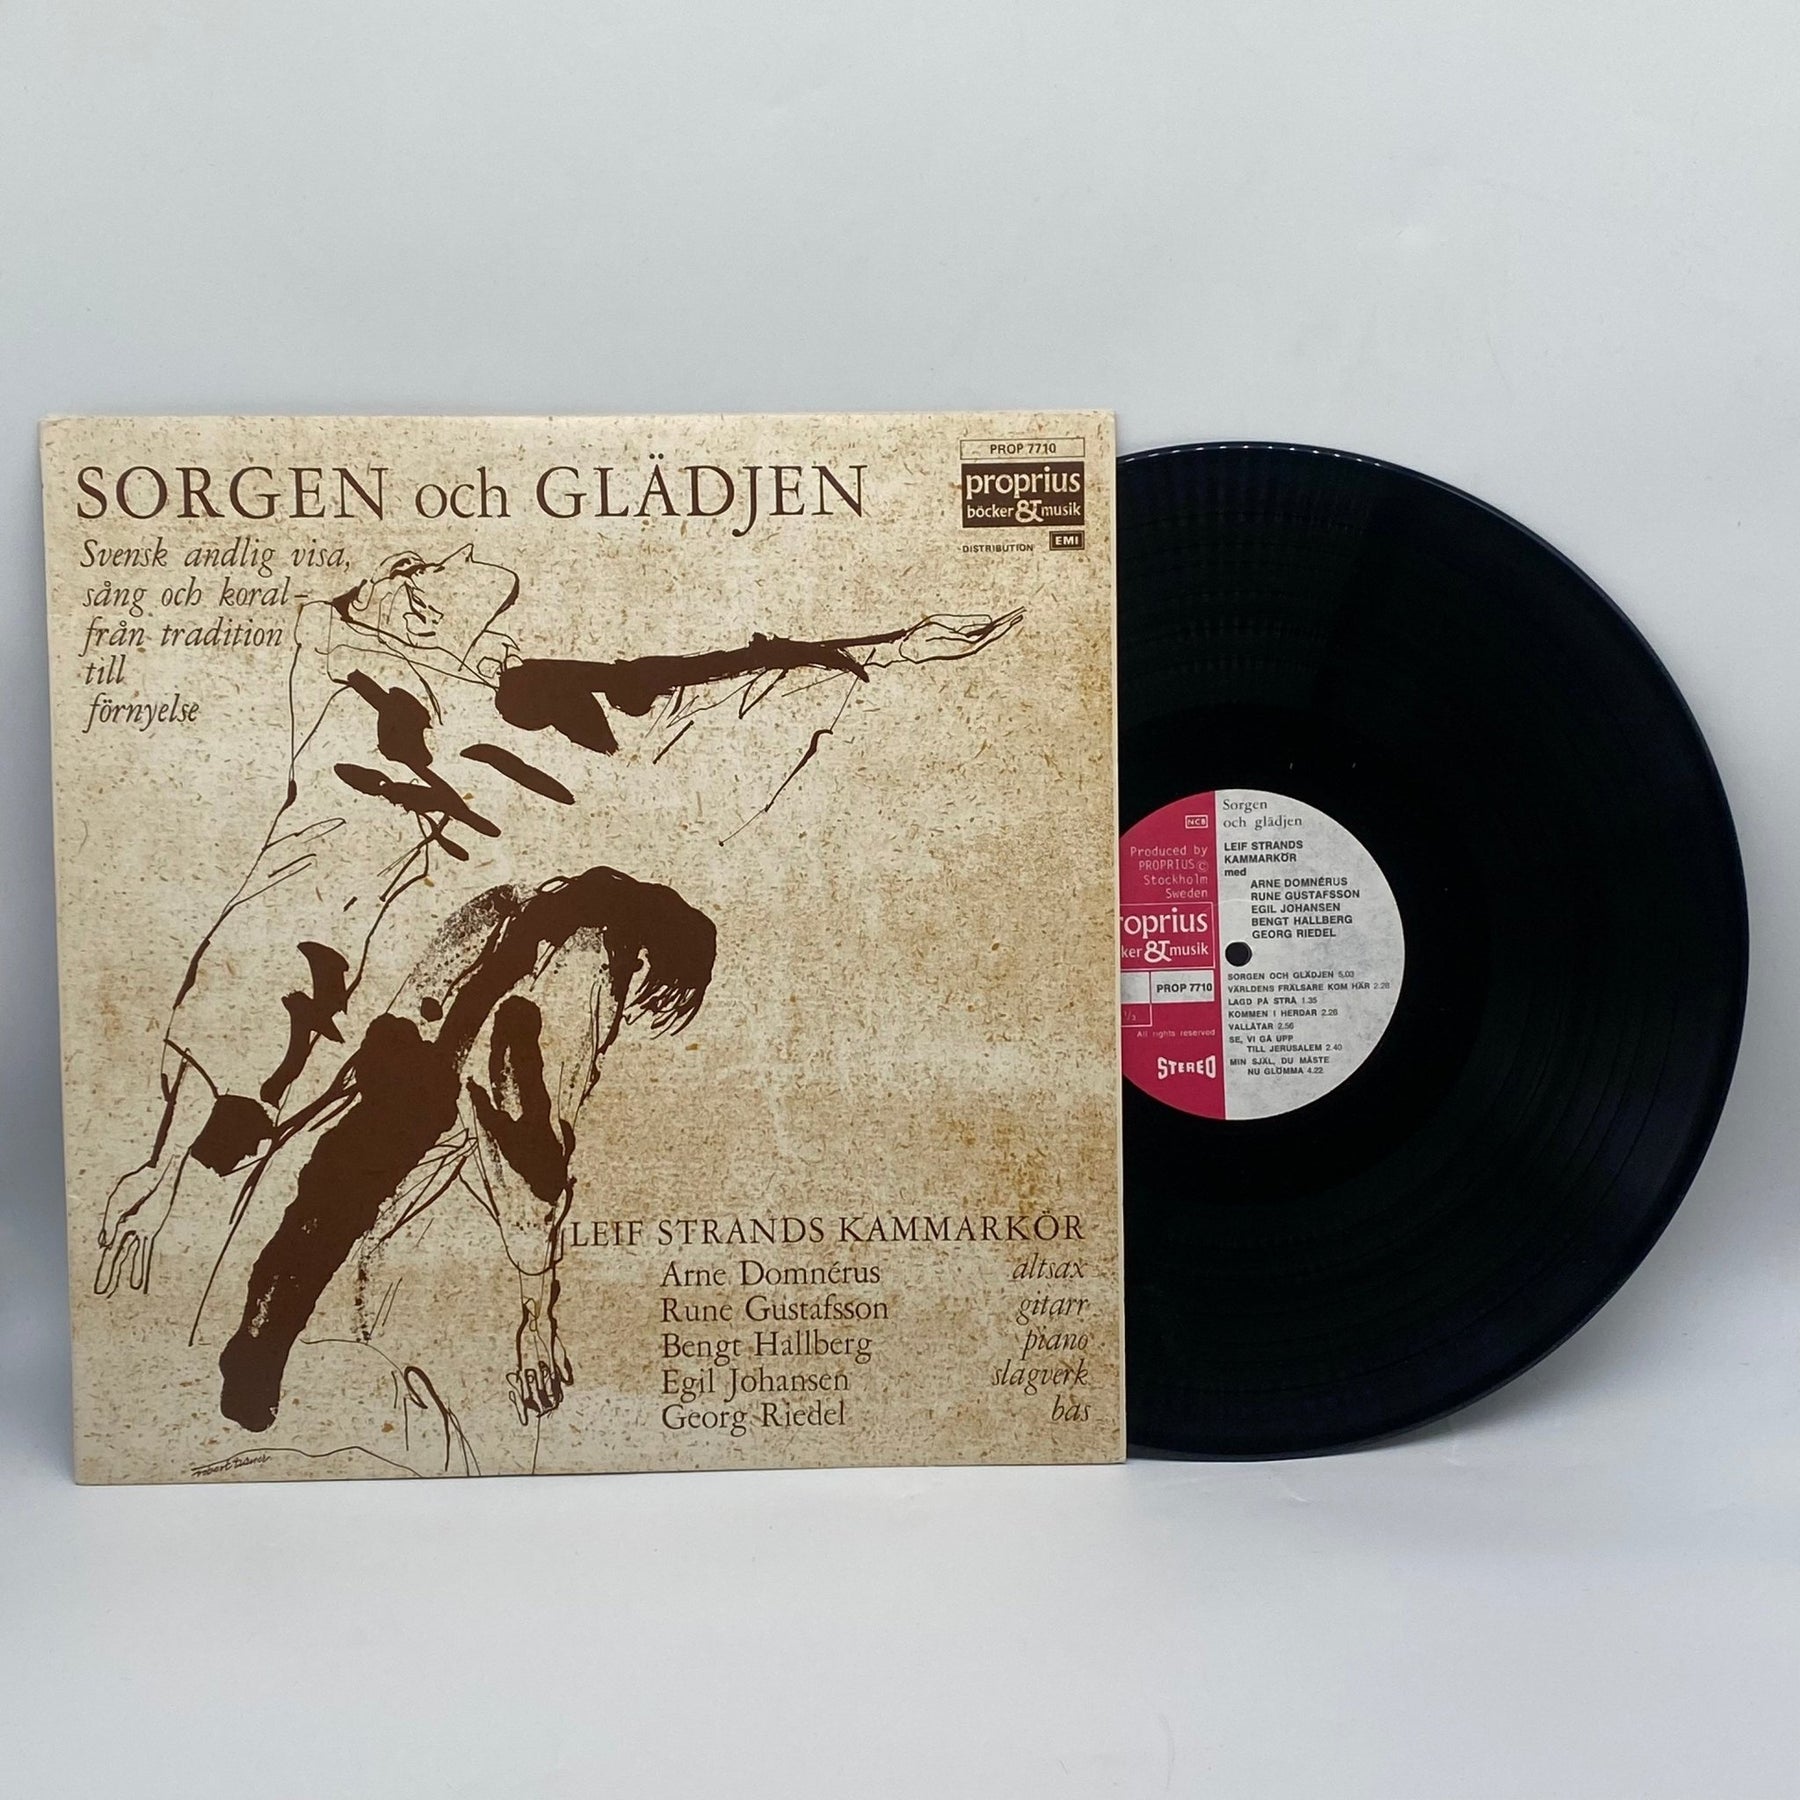 SORGEN och GLÄDJEN
Svensk andlig visa,
sång och koral–
från tradition
till
förnyelse
PROP 7710
proprius
böcker & musik
DISTRIBUTION EMI
LEIF STRANDS KAMMARKÖR
Arne Domnérus altsax
Rune Gustafsson gitarr
Bengt Hallberg piano
Egil Johansen slagverk
Georg Riedel bas
NCB
Produced by
PROPRIUS ©
Stockholm
Sweden
roprius
ker & musik
PROP 7710
All rights reserved
STEREO
Sorgen
och glädjen
LEIF STRANDS
KAMMARKÖR
med
ARNE DOMNÉRUS
RUNE GUSTAFSSON
EGIL JOHANSEN
BENGT HALLBERG
GEORG RIEDEL
SORGEN OCH GLÄDJEN 5.03
VÄRLDENS FRÄLSARE KOM HÄR 2.28
LAGD PÅ STRÅ 1.35
KOMMEN I HERDAR 2.26
VALLÅTAR 2.56
SE, VI GÅ UPP
TILL JERUSALEM 2.40
MIN SJÄL, DU MÅSTE
NU GLÖMMA 4.22